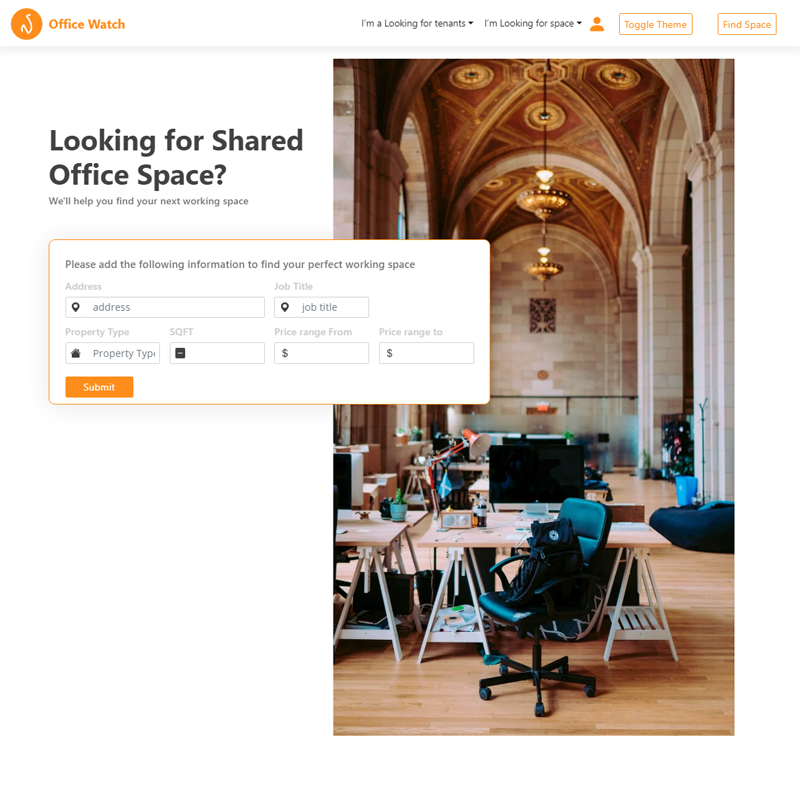 Office Watch
I'm a Looking for tenants
I'm Looking for space
Toggle Theme
Find Space
Looking for Shared
Office Space?
We'll help you find your next working space
Please add the following information to find your perfect working space
Address
Job Title
address
job title
Property Type
SQFT
Price range From
Price range to
Property Type
$
$
Submit